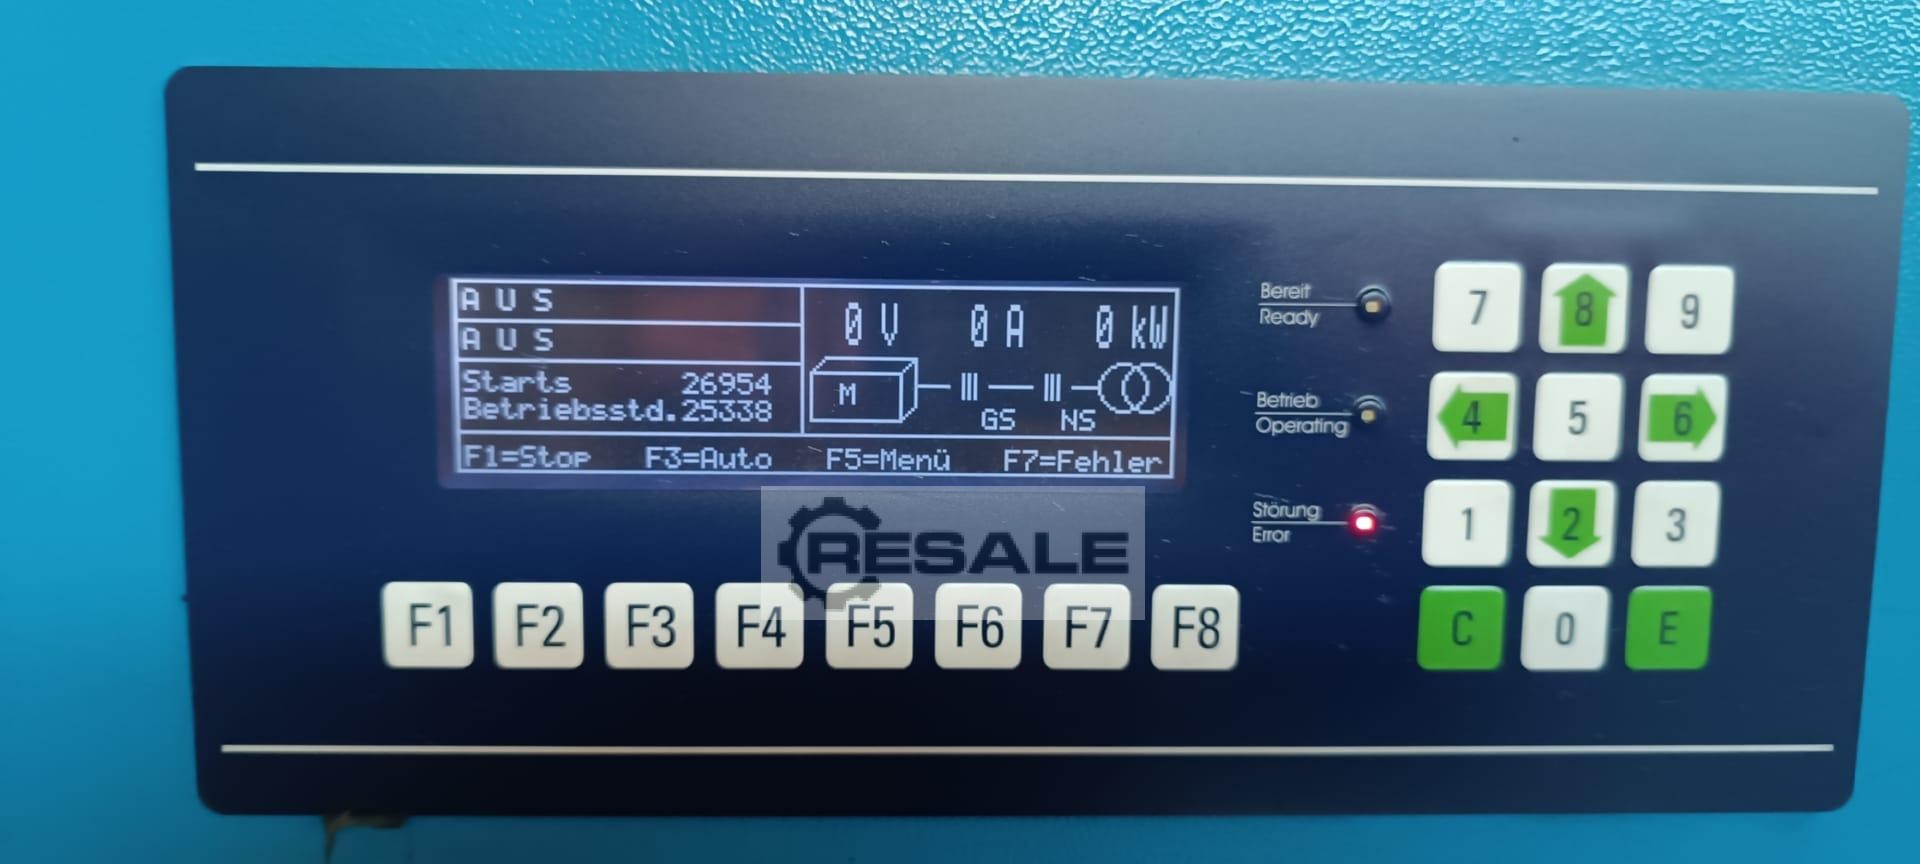 A U S
A U S
Starts 26954
Betriebsstd. 25338
0 V 0 A 0 kW
M
GS NS
F1=Stop F3=Auto F5=Menü F7=Fehler
Bereit
Ready
Betrieb
Operating
Störung
Error
7 8 9
4 5 6
1 2 3
C 0 E
RESALE
F1 F2 F3 F4 F5 F6 F7 F8